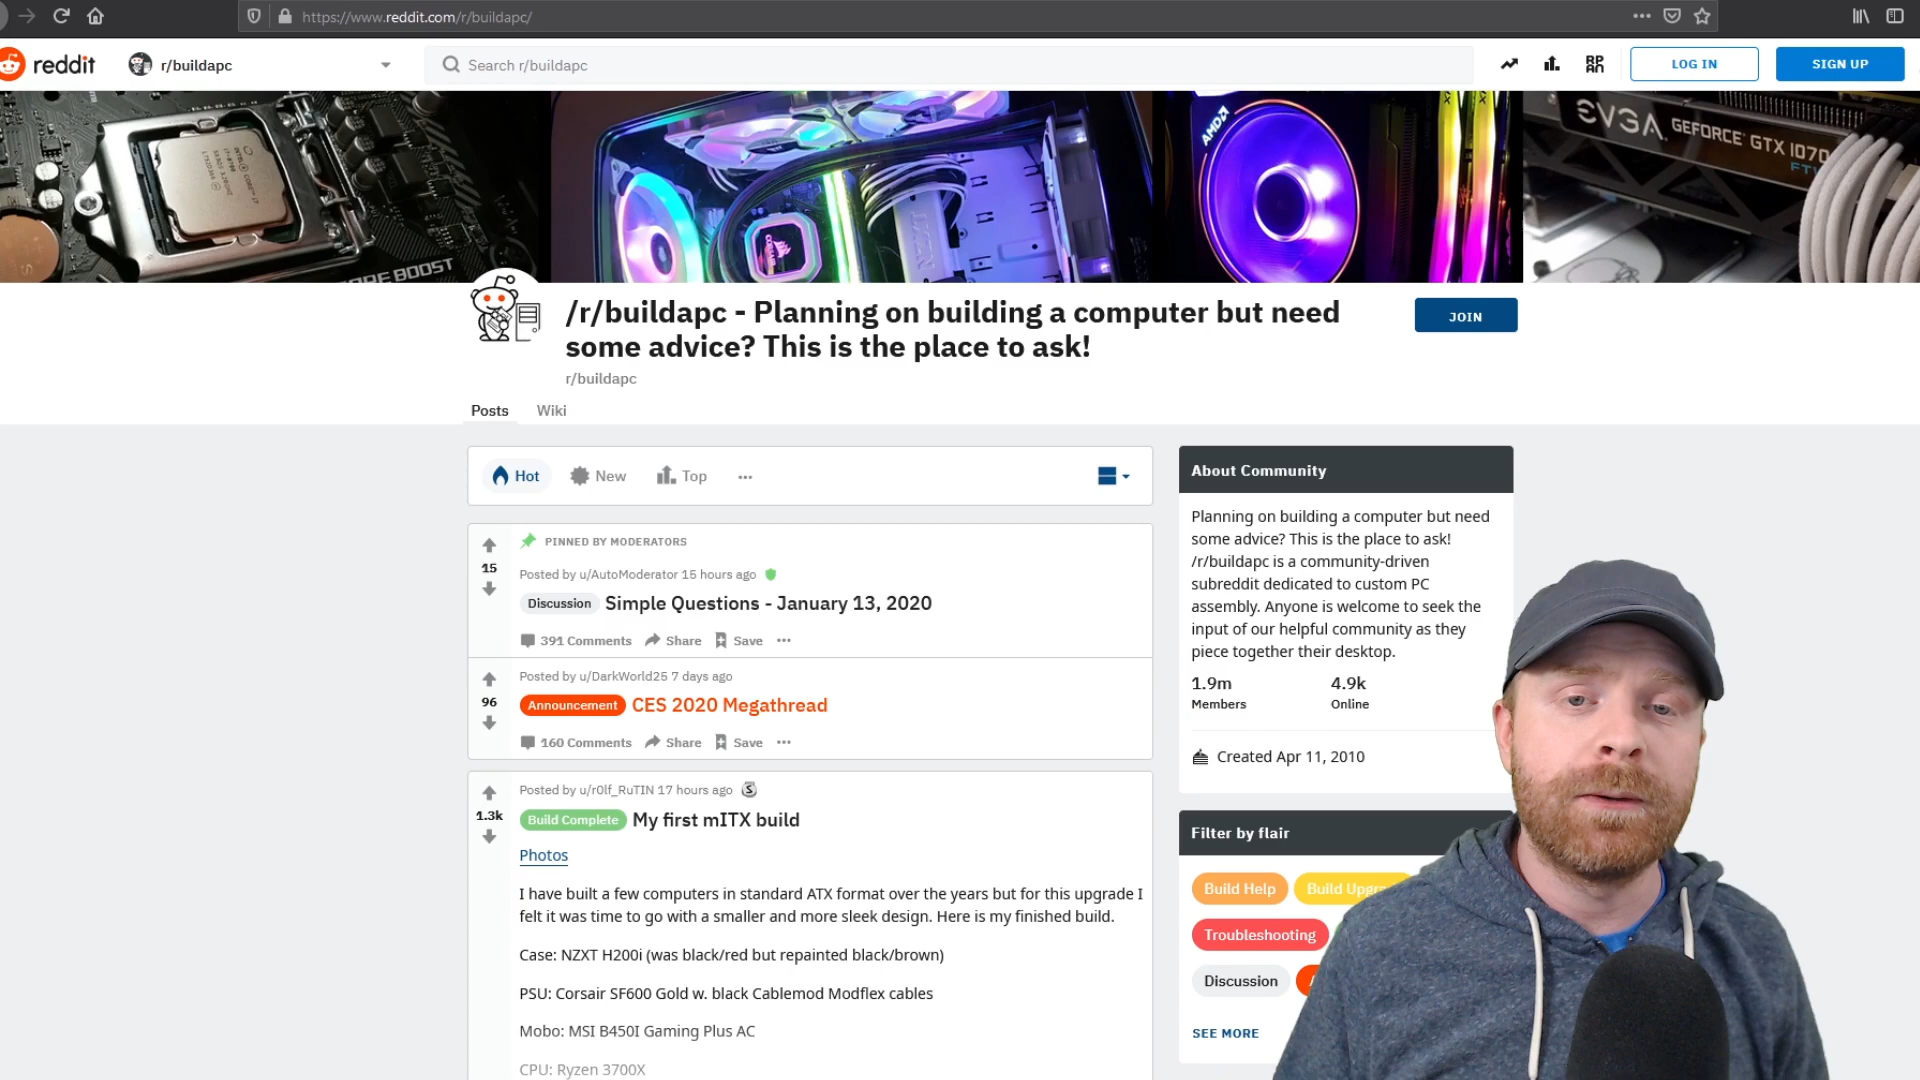 https://www.reddit.com/r/buildapc/
reddit
r/buildapc
Search r/buildapc
LOG IN
SIGN UP
AMD
EVGA. GEFORCE GTX 1070
CORE BOOST
/r/buildapc - Planning on building a computer but need
some advice? This is the place to ask!
r/buildapc
JOIN
Posts
Wiki
Hot
New
Top
PINNED BY MODERATORS
Posted by u/AutoModerator 15 hours ago
15
Discussion
Simple Questions - January 13, 2020
391 Comments
Share
Save
Posted by u/DarkWorld25 7 days ago
96
Announcement
CES 2020 Megathread
160 Comments
Share
Save
Posted by u/r0lf_RuTIN 17 hours ago
1.3k
Build Complete
My first mITX build
Photos
I have built a few computers in standard ATX format over the years but for this upgrade I
felt it was time to go with a smaller and more sleek design. Here is my finished build.
Case: NZXT H200i (was black/red but repainted black/brown)
PSU: Corsair SF600 Gold w. black Cablemod Modflex cables
Mobo: MSI B450I Gaming Plus AC
CPU: Ryzen 3700X
About Community
Planning on building a computer but need
some advice? This is the place to ask!
/r/buildapc is a community-driven
subreddit dedicated to custom PC
assembly. Anyone is welcome to seek the
input of our helpful community as they
piece together their desktop.
1.9m
Members
4.9k
Online
Created Apr 11, 2010
Filter by flair
Build Help
Build Upgr
Troubleshooting
Discussion
SEE MORE